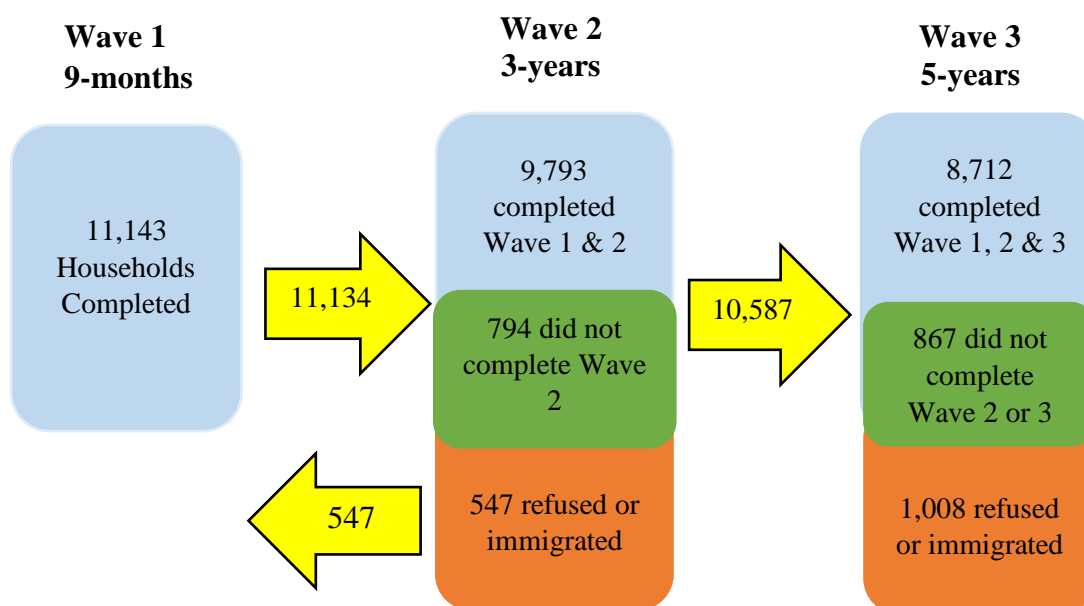 Wave 1
9-months
Wave 2
3-years
Wave 3
5-years
11,143
Households
Completed
11,134
9,793
completed
Wave 1 & 2
794 did not
complete Wave
2
547 refused or
immigrated
547
10,587
8,712
completed
Wave 1, 2 & 3
867 did not
complete
Wave 2 or 3
1,008 refused
or immigrated